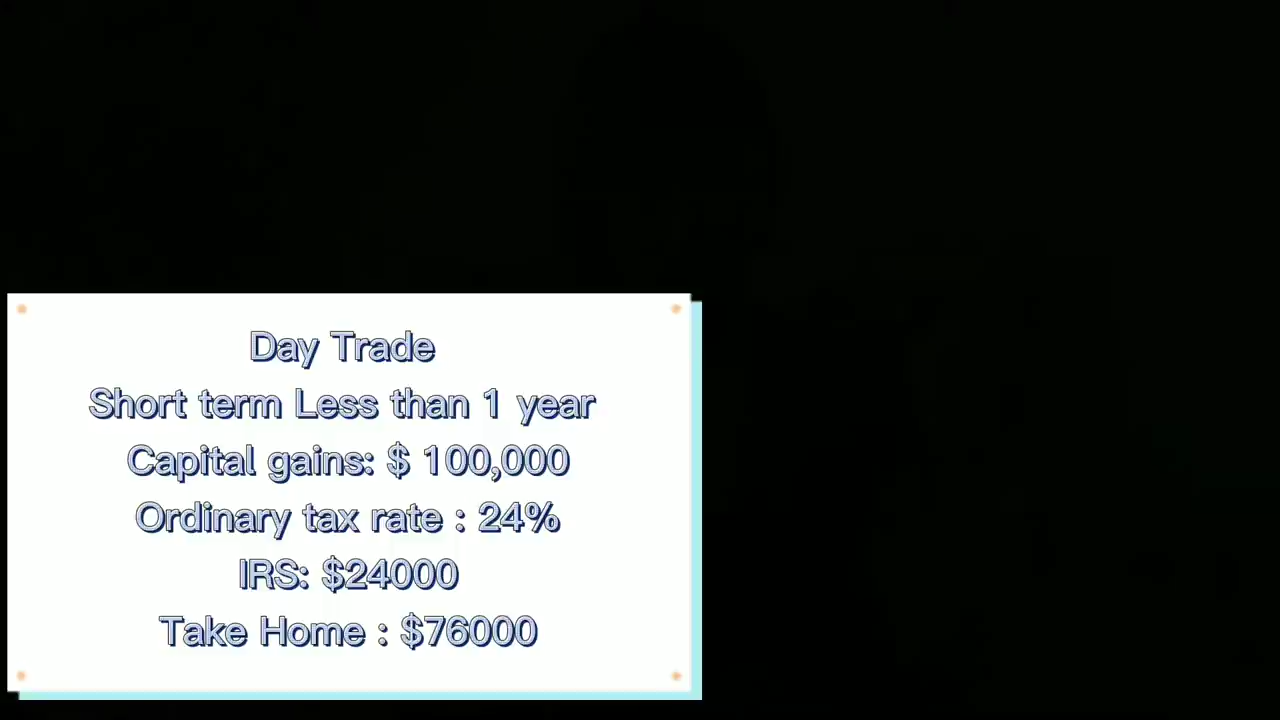 Day Trade
Short term Less than 1 year
Capital gains: $ 100,000
Ordinary tax rate : 24%
IRS: $24000
Take Home : $76000